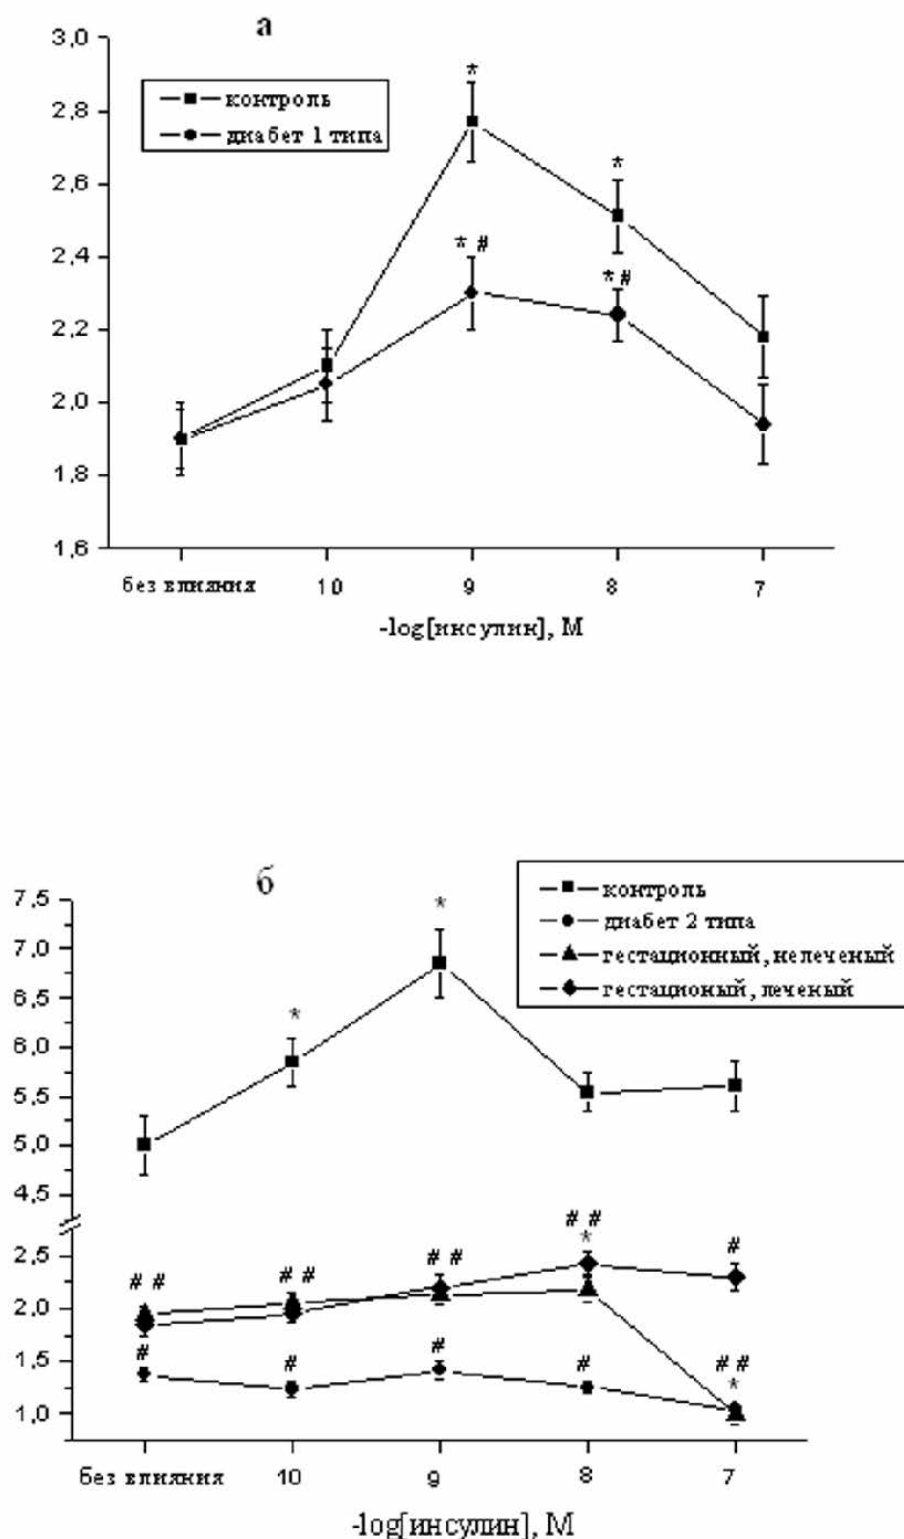 а
3,0
2,8
2,6
2,4
2,2
2,0
1,8
1,6
контроль
диабет 1 типа
*
*
* #
* #
без влияния 10 9 8 7
-log[инсулин], М
б
7,5
7,0
6,5
6,0
5,5
5,0
4,5
2,5
2,0
1,5
1,0
контроль
диабет 2 типа
гестационный, нелеченый
гестационый, леченый
*
*
# #
*
# # # # # # #
# # # # # #
*
без влияния 10 9 8 7
-log[инсулин], М